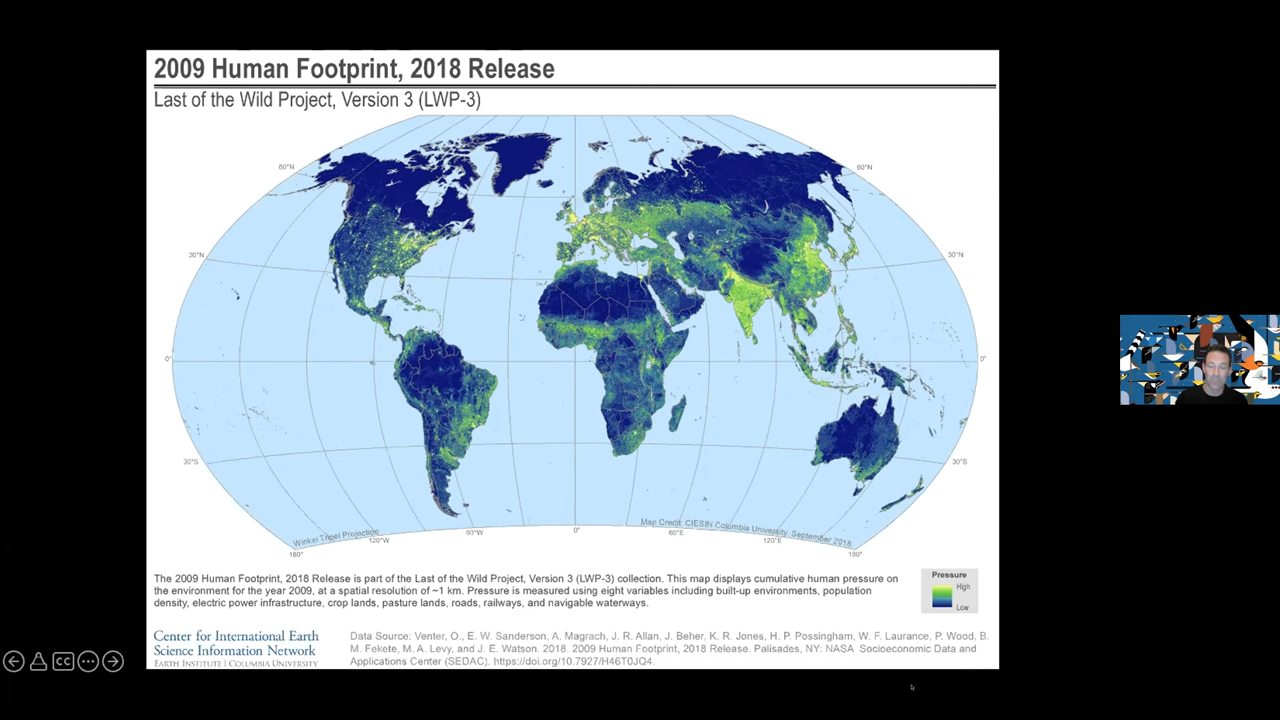 2009 Human Footprint, 2018 Release
Last of the Wild Project, Version 3 (LWP-3)
60°N
60°N
30°N
30°N
0°
0°
30°S
30°S
Winkel Tripel Projection
Map Credit: CIESIN Columbia University, September 2018
180°
120°W
60°W
0°
60°E
120°E
180°
The 2009 Human Footprint, 2018 Release is part of the Last of the Wild Project, Version 3 (LWP-3) collection. This map displays cumulative human pressure on
the environment for the year 2009, at a spatial resolution of ~1 km. Pressure is measured using eight variables including built-up environments, population
density, electric power infrastructure, crop lands, pasture lands, roads, railways, and navigable waterways.
Pressure
High
Low
Center for International Earth
Science Information Network
EARTH INSTITUTE | COLUMBIA UNIVERSITY
Data Source: Venter, O., E. W. Sanderson, A. Magrach, J. R. Allan, J. Beher, K. R. Jones, H. P. Possingham, W. F. Laurance, P. Wood, B.
M. Fekete, M. A. Levy, and J. E. Watson. 2018. 2009 Human Footprint, 2018 Release. Palisades, NY: NASA Socioeconomic Data and
Applications Center (SEDAC). https://doi.org/10.7927/H46T0JQ4.
CC